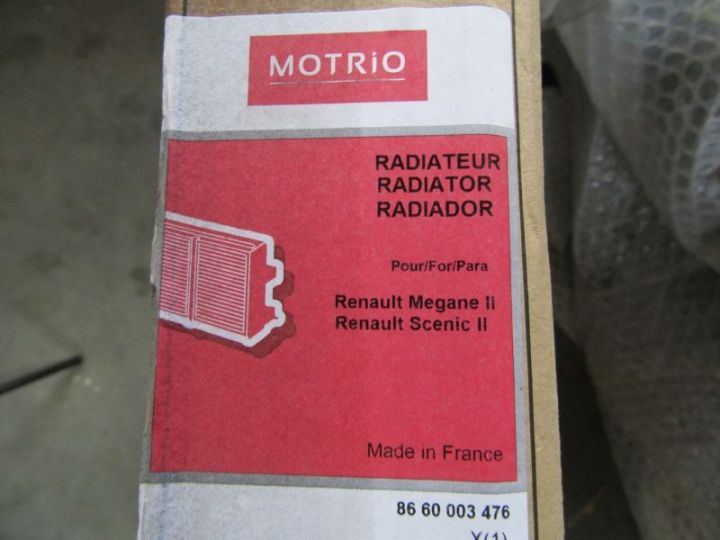 MOTRiO
RADIATEUR
RADIATOR
RADIADOR
Pour/For/Para
Renault Megane II
Renault Scenic II
Made in France
86 60 003 476
X(1)